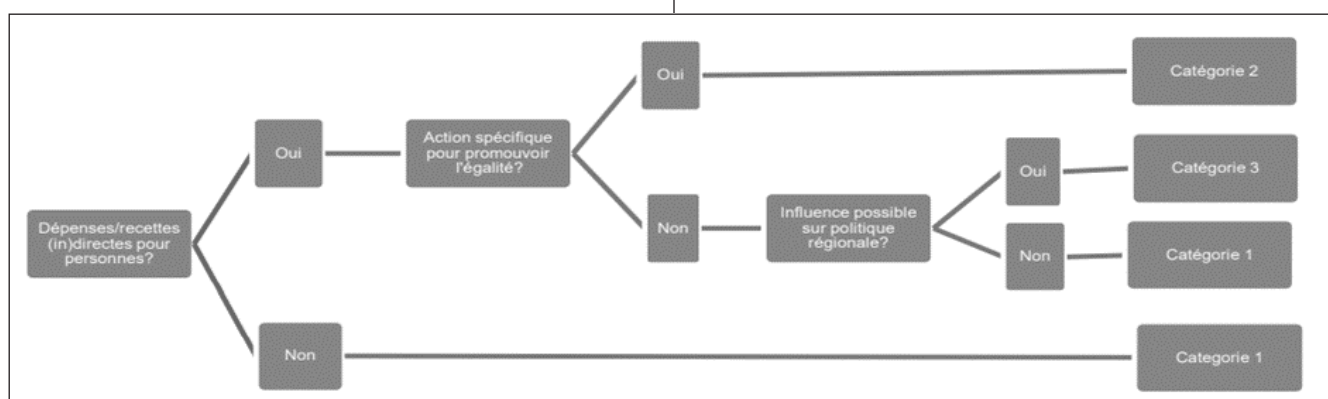 Dépenses/recettes
(in)directes pour
personnes?
Oui
Action spécifique
pour promouvoir
l'égalité?
Oui
Catégorie 2
Non
Influence possible
sur politique
régionale?
Oui
Catégorie 3
Non
Catégorie 1
Non
Categorie 1